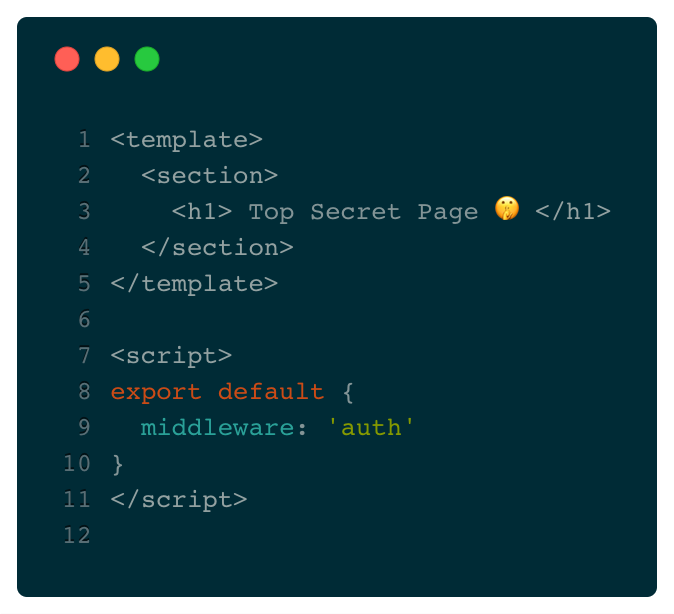 1 <template>
2   <section>
3     <h1> Top Secret Page 🤫 </h1>
4   </section>
5 </template>
6
7 <script>
8 export default {
9   middleware: 'auth'
10 }
11 </script>
12